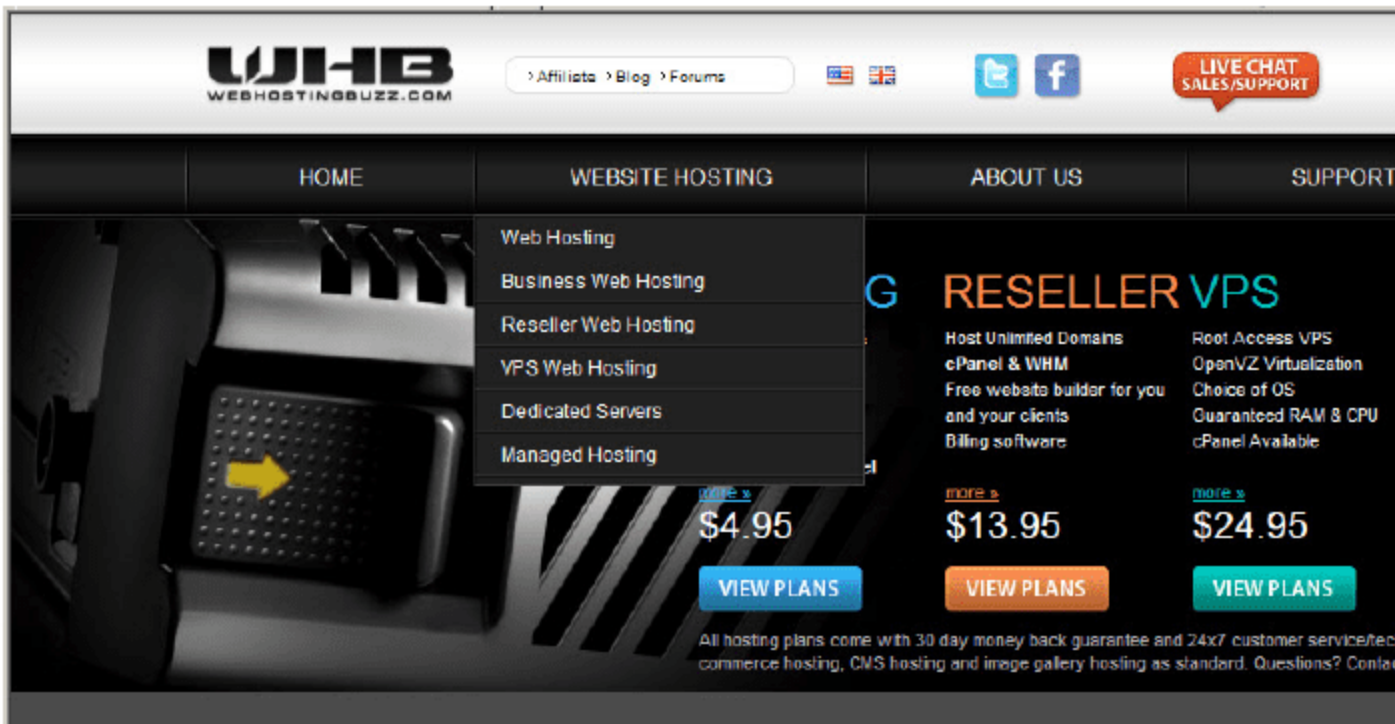 WHB
WEBHOSTINGBUZZ.COM
Affiliate Blog Forums
LIVE CHAT
SALES/SUPPORT
HOME WEBSITE HOSTING ABOUT US SUPPORT
Web Hosting
Business Web Hosting
Reseller Web Hosting
VPS Web Hosting
Dedicated Servers
Managed Hosting
G
more »
$4.95
VIEW PLANS
RESELLER
Host Unlimited Domains
cPanel & WHM
Free website builder for you
and your clients
Billing software
more »
$13.95
VIEW PLANS
VPS
Root Access VPS
OpenVZ Virtualization
Choice of OS
Guaranteed RAM & CPU
cPanel Available
more »
$24.95
VIEW PLANS
All hosting plans come with 30 day money back guarantee and 24x7 customer service/tec
commerce hosting, CMS hosting and image gallery hosting as standard. Questions? Contac